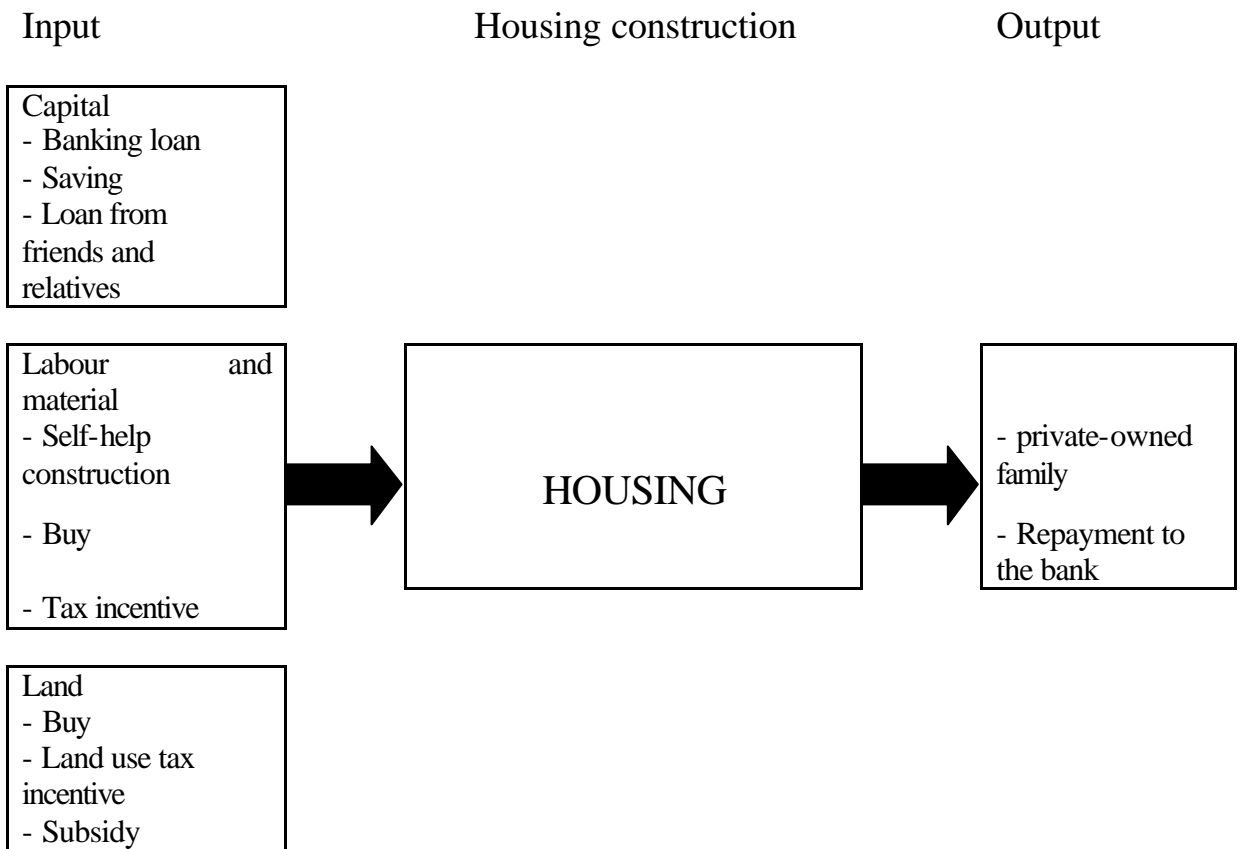 Input
Housing construction
Output
Capital
- Banking loan
- Saving
- Loan from
friends and
relatives
Labour and
material
- Self-help
construction
- Buy
- Tax incentive
HOUSING
- private-owned
family
- Repayment to
the bank
Land
- Buy
- Land use tax
incentive
- Subsidy